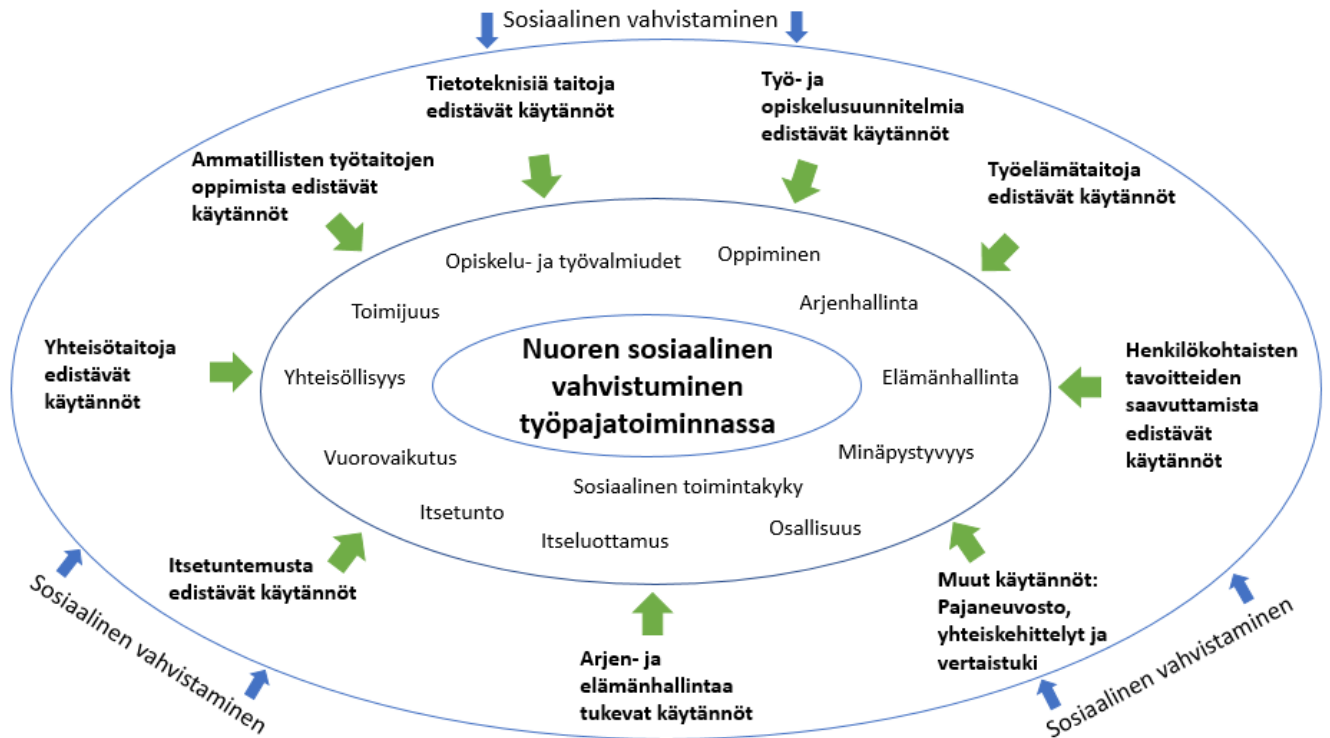 Sosiaalinen vahvistaminen
Tietoteknisiä taitoja
edistävät käytännöt
Työ- ja
opiskelusuunnitelmia
edistävät käytännöt
Ammatillisten työtaitojen
oppimista edistävät
käytännöt
Työelämätaitoja
edistävät käytännöt
Opiskelu- ja työvalmiudet
Oppiminen
Toimijuus
Arjenhallinta
Yhteisötaitoja
edistävät
käytännöt
Yhteisöllisyys
Nuoren sosiaalinen
vahvistuminen
työpajatoiminnassa
Elämänhallinta
Henkilökohtaisten
tavoitteiden
saavuttamista
edistävät
käytännöt
Vuorovaikutus
Minäpystyvyys
Sosiaalinen toimintakyky
Itsetunto
Osallisuus
Itseluottamus
Itsetuntemusta
edistävät käytännöt
Muut käytännöt:
Pajaneuvosto,
yhteiskehittelyt ja
vertaistuki
Arjen- ja
elämänhallintaa
tukevat käytännöt
Sosiaalinen vahvistaminen
Sosiaalinen vahvistaminen